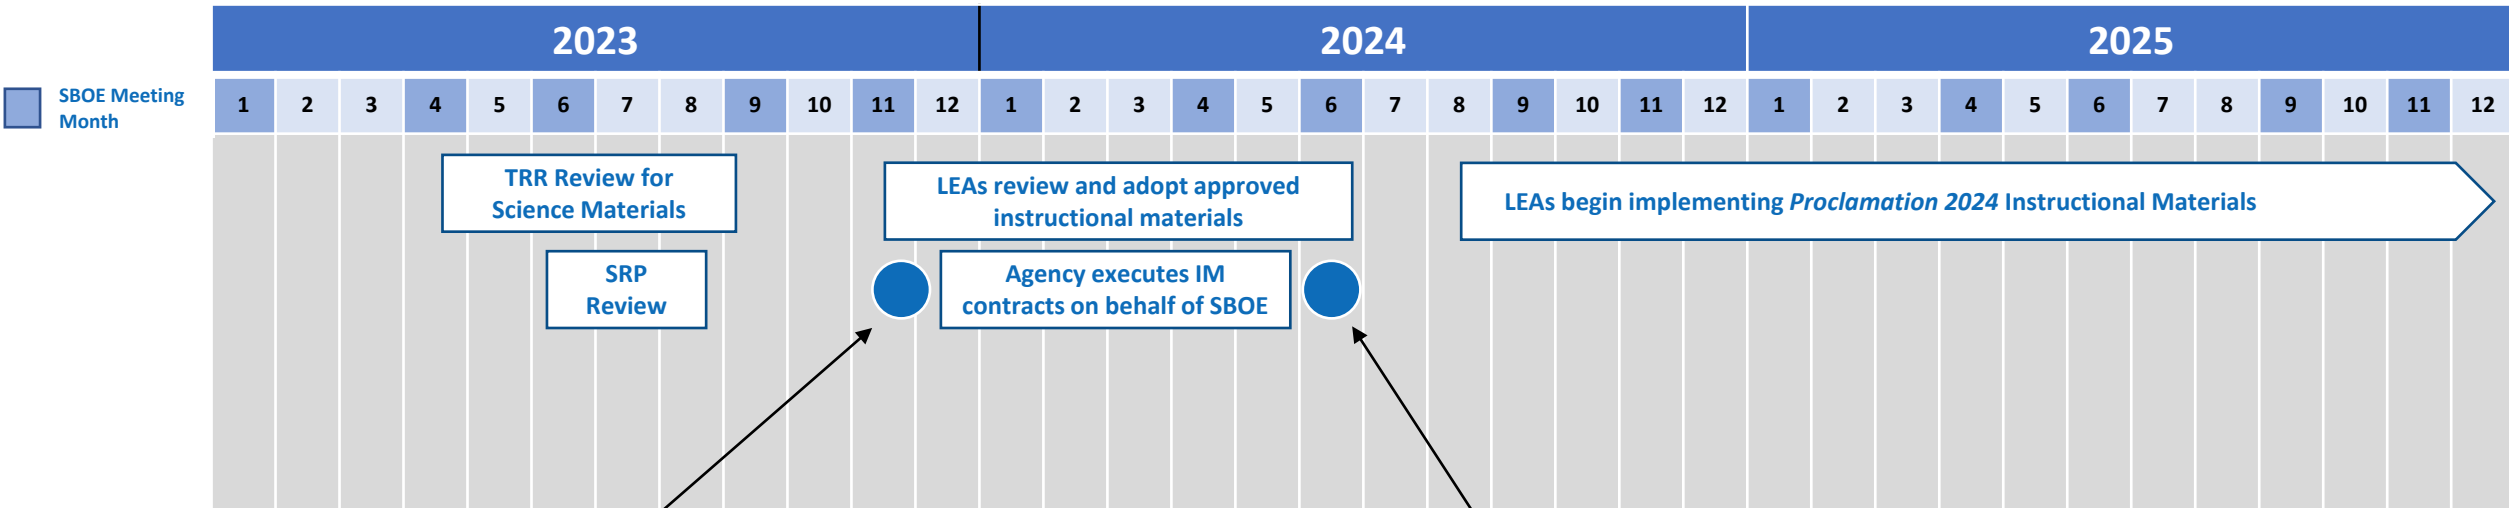 2023 2024 2025
SBOE Meeting
Month
1 2 3 4 5 6 7 8 9 10 11 12 1 2 3 4 5 6 7 8 9 10 11 12 1 2 3 4 5 6 7 8 9 10 11 12
TRR Review for
Science Materials
LEAs review and adopt approved
instructional materials
LEAs begin implementing Proclamation 2024 Instructional Materials
SRP
Review
Agency executes IM
contracts on behalf of SBOE